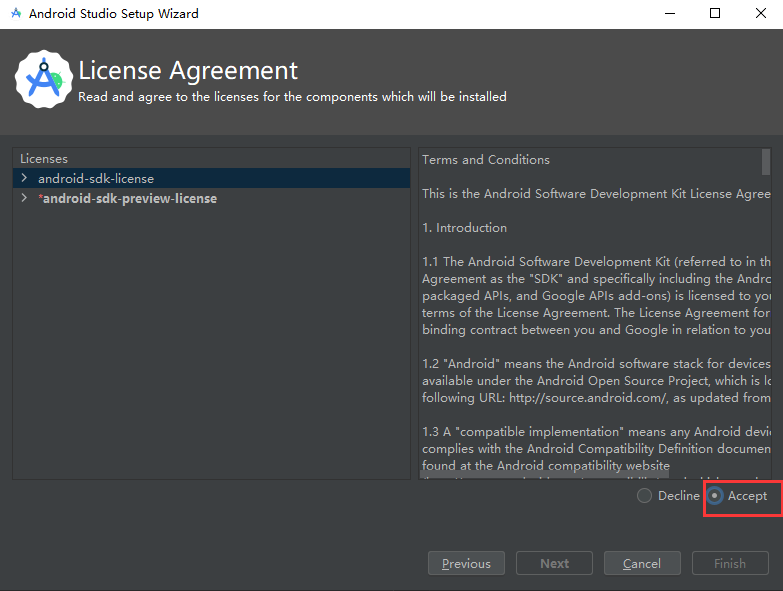 Android Studio Setup Wizard
License Agreement
Read and agree to the licenses for the components which will be installed
Licenses
android-sdk-license
*android-sdk-preview-license
Terms and Conditions
This is the Android Software Development Kit License Agree
1. Introduction
1.1 The Android Software Development Kit (referred to in th
Agreement as the "SDK" and specifically including the Andro
packaged APIs, and Google APIs add-ons) is licensed to you
terms of the License Agreement. The License Agreement for
binding contract between you and Google in relation to you
1.2 "Android" means the Android software stack for devices
available under the Android Open Source Project, which is lo
following URL: http://source.android.com/, as updated from
1.3 A "compatible implementation" means any Android devi
complies with the Android Compatibility Definition documen
found at the Android compatibility website
Decline
Accept
Previous
Next
Cancel
Finish